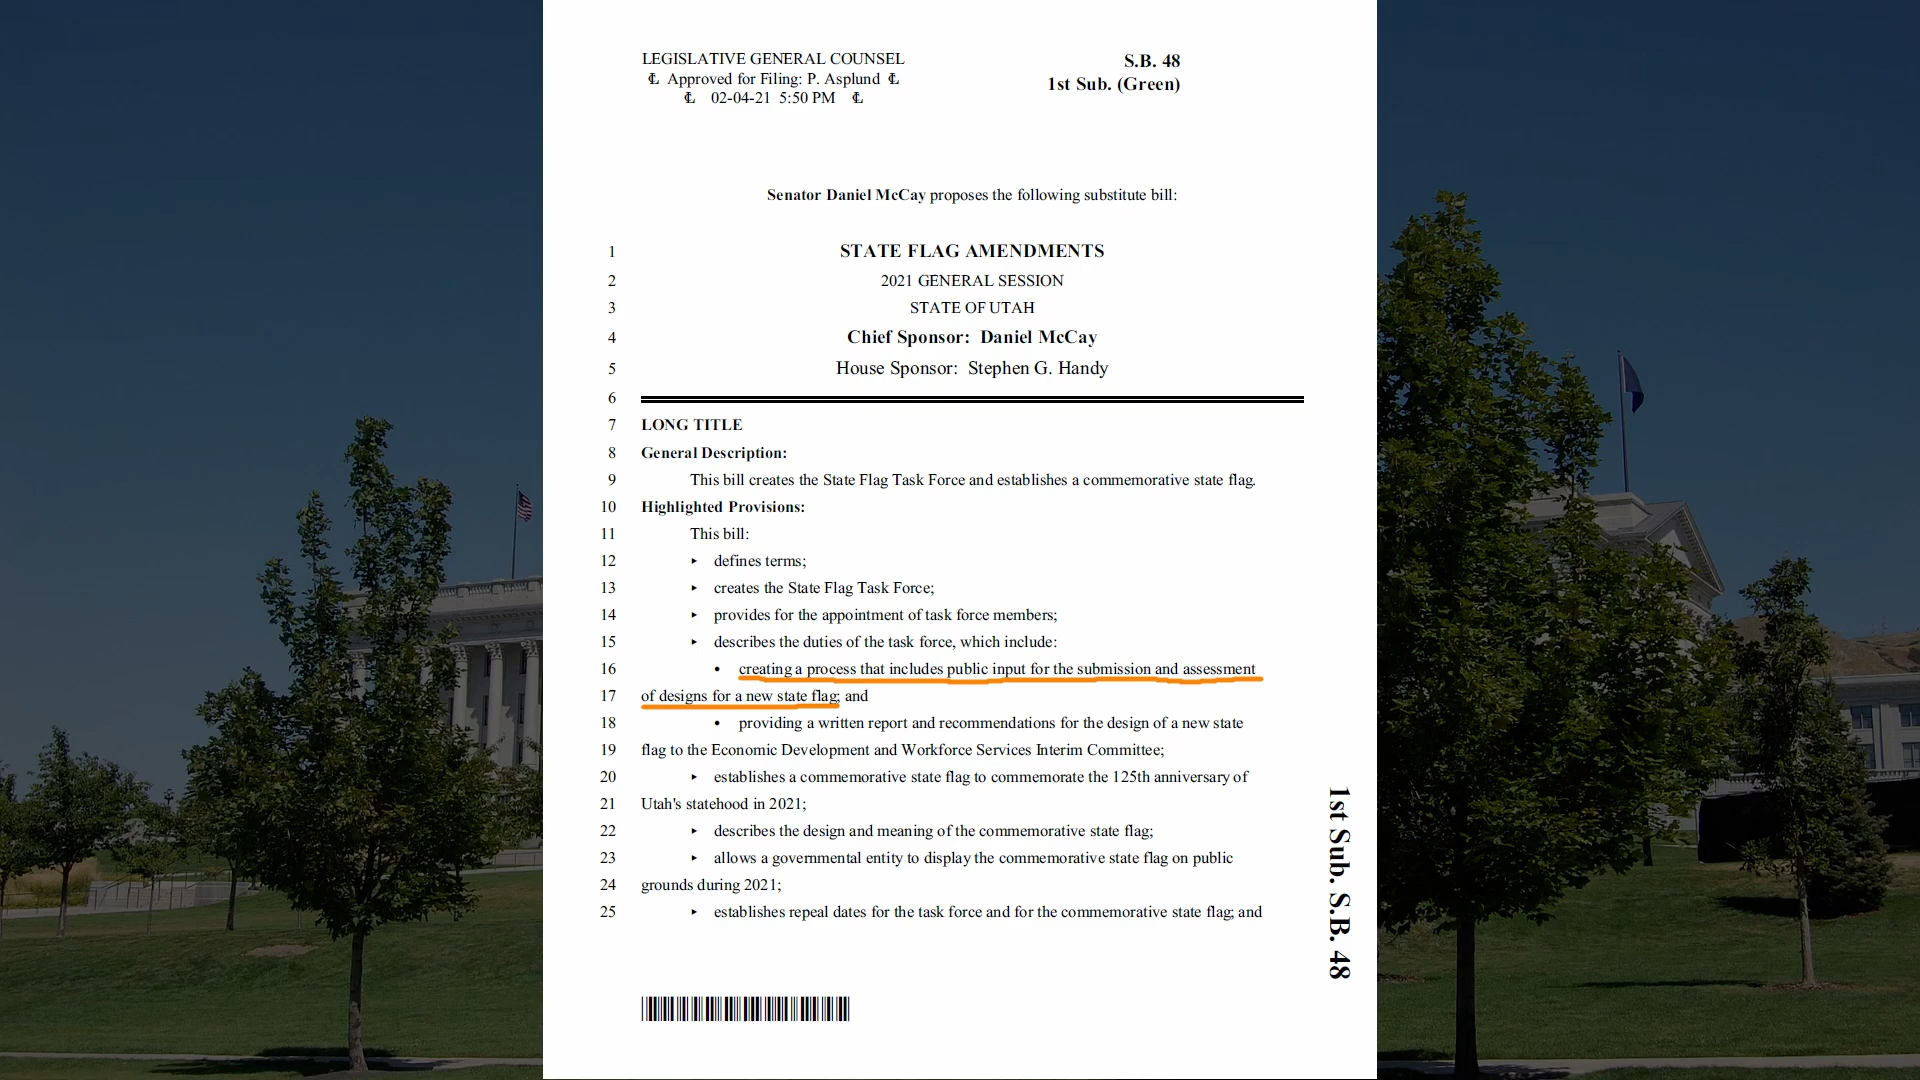 LEGISLATIVE GENERAL COUNSEL
℄ Approved for Filing: P. Asplund ℄
℄ 02-04-21 5:50 PM ℄
S.B. 48
1st Sub. (Green)
Senator Daniel McCay proposes the following substitute bill:
1 STATE FLAG AMENDMENTS
2 2021 GENERAL SESSION
3 STATE OF UTAH
4 Chief Sponsor: Daniel McCay
5 House Sponsor: Stephen G. Handy
6
7 LONG TITLE
8 General Description:
9 This bill creates the State Flag Task Force and establishes a commemorative state flag.
10 Highlighted Provisions:
11 This bill:
12 ▸ defines terms;
13 ▸ creates the State Flag Task Force;
14 ▸ provides for the appointment of task force members;
15 ▸ describes the duties of the task force, which include:
16 • creating a process that includes public input for the submission and assessment
17 of designs for a new state flag; and
18 • providing a written report and recommendations for the design of a new state
19 flag to the Economic Development and Workforce Services Interim Committee;
20 ▸ establishes a commemorative state flag to commemorate the 125th anniversary of
21 Utah's statehood in 2021;
22 ▸ describes the design and meaning of the commemorative state flag;
23 ▸ allows a governmental entity to display the commemorative state flag on public
24 grounds during 2021;
25 ▸ establishes repeal dates for the task force and for the commemorative state flag; and
1st Sub. S.B. 48